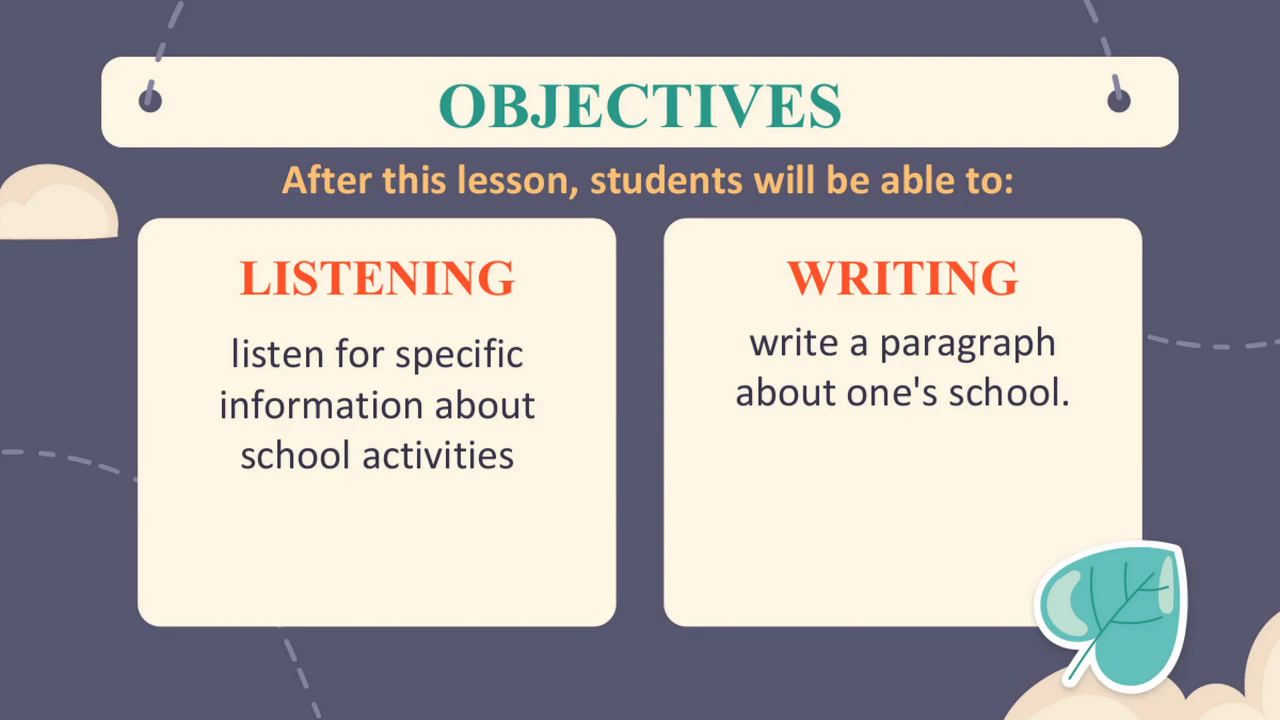 OBJECTIVES
After this lesson, students will be able to:
LISTENING
listen for specific
information about
school activities
WRITING
write a paragraph
about one's school.